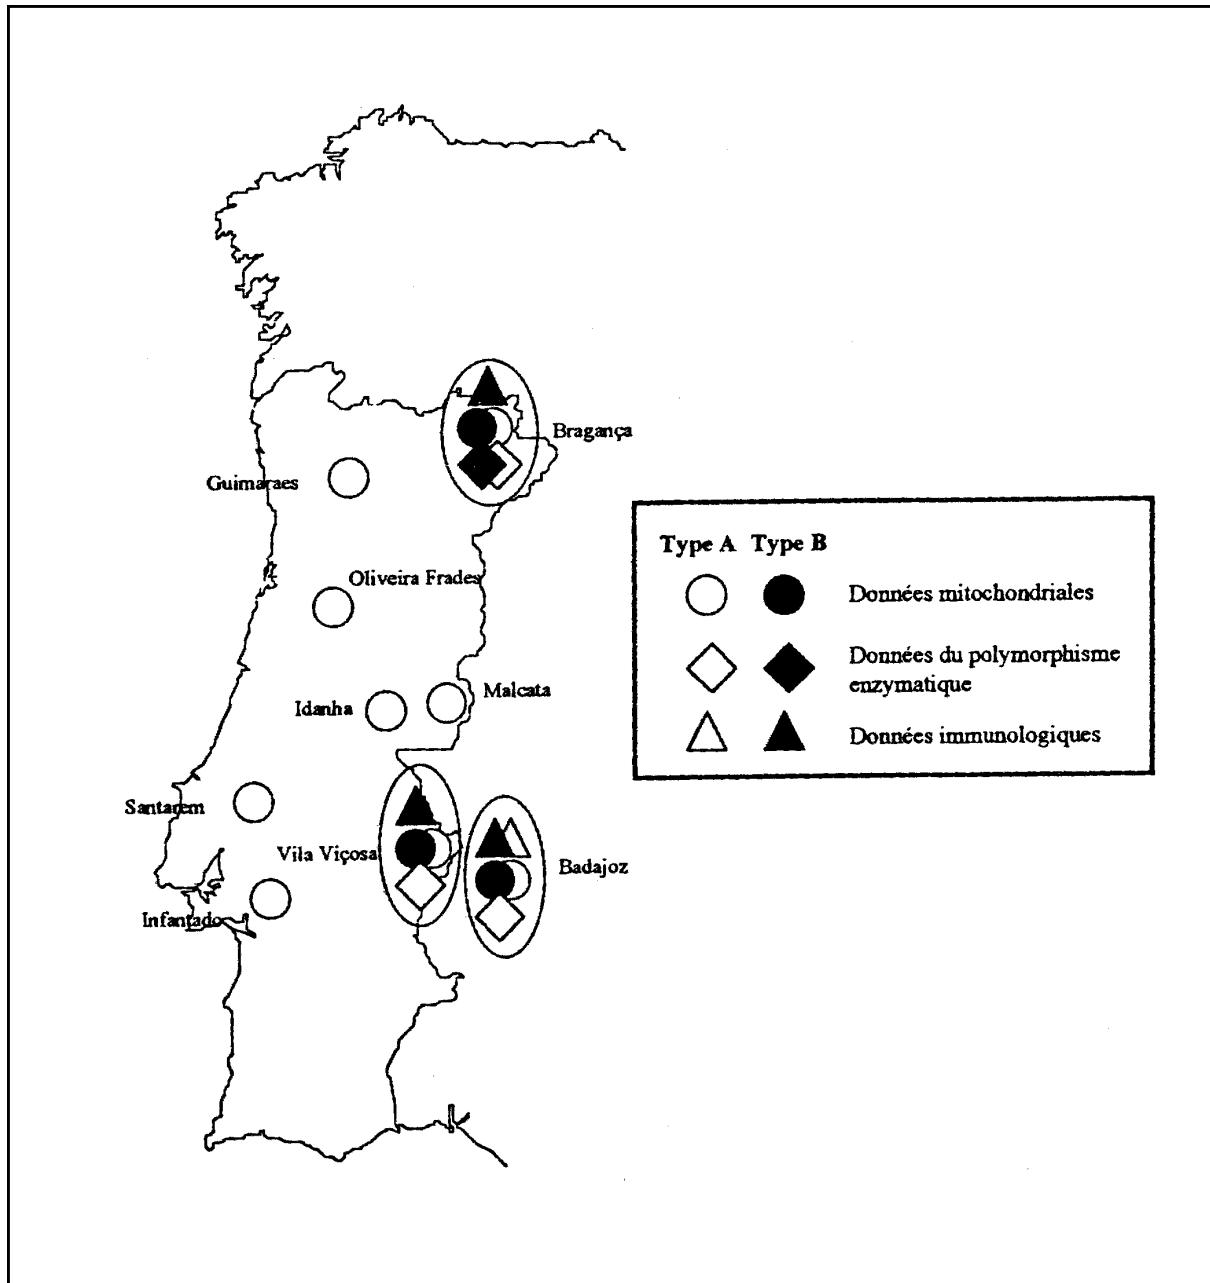 Bragança
Guimaraes
Oliveira Frades
Malcata
Idanha
Santarem
Vila Viçosa
Badajoz
Infantado
Type A Type B
Données mitochondriales
Données du polymorphisme
enzymatique
Données immunologiques